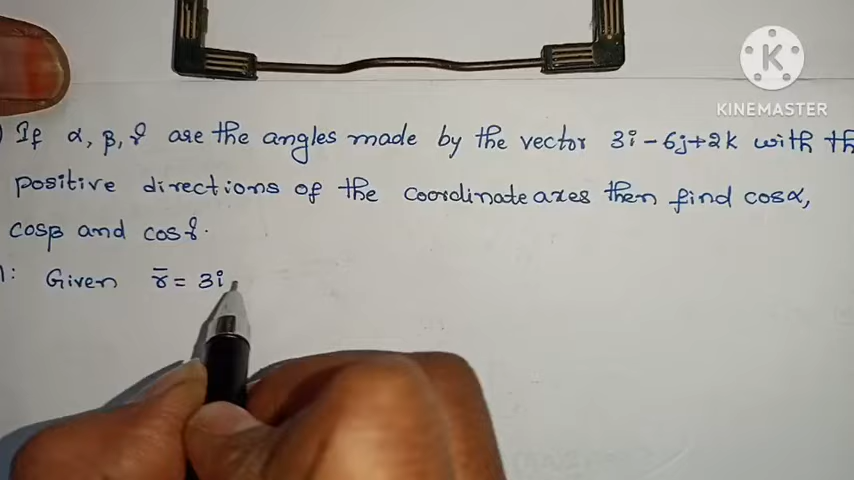 K
KINEMASTER
) If α, β, γ are the angles made by the vector 3i - 6j + 2k with th
positive directions of the coordinate axes then find cosα,
cosβ and cosγ.
: Given r̄ = 3i